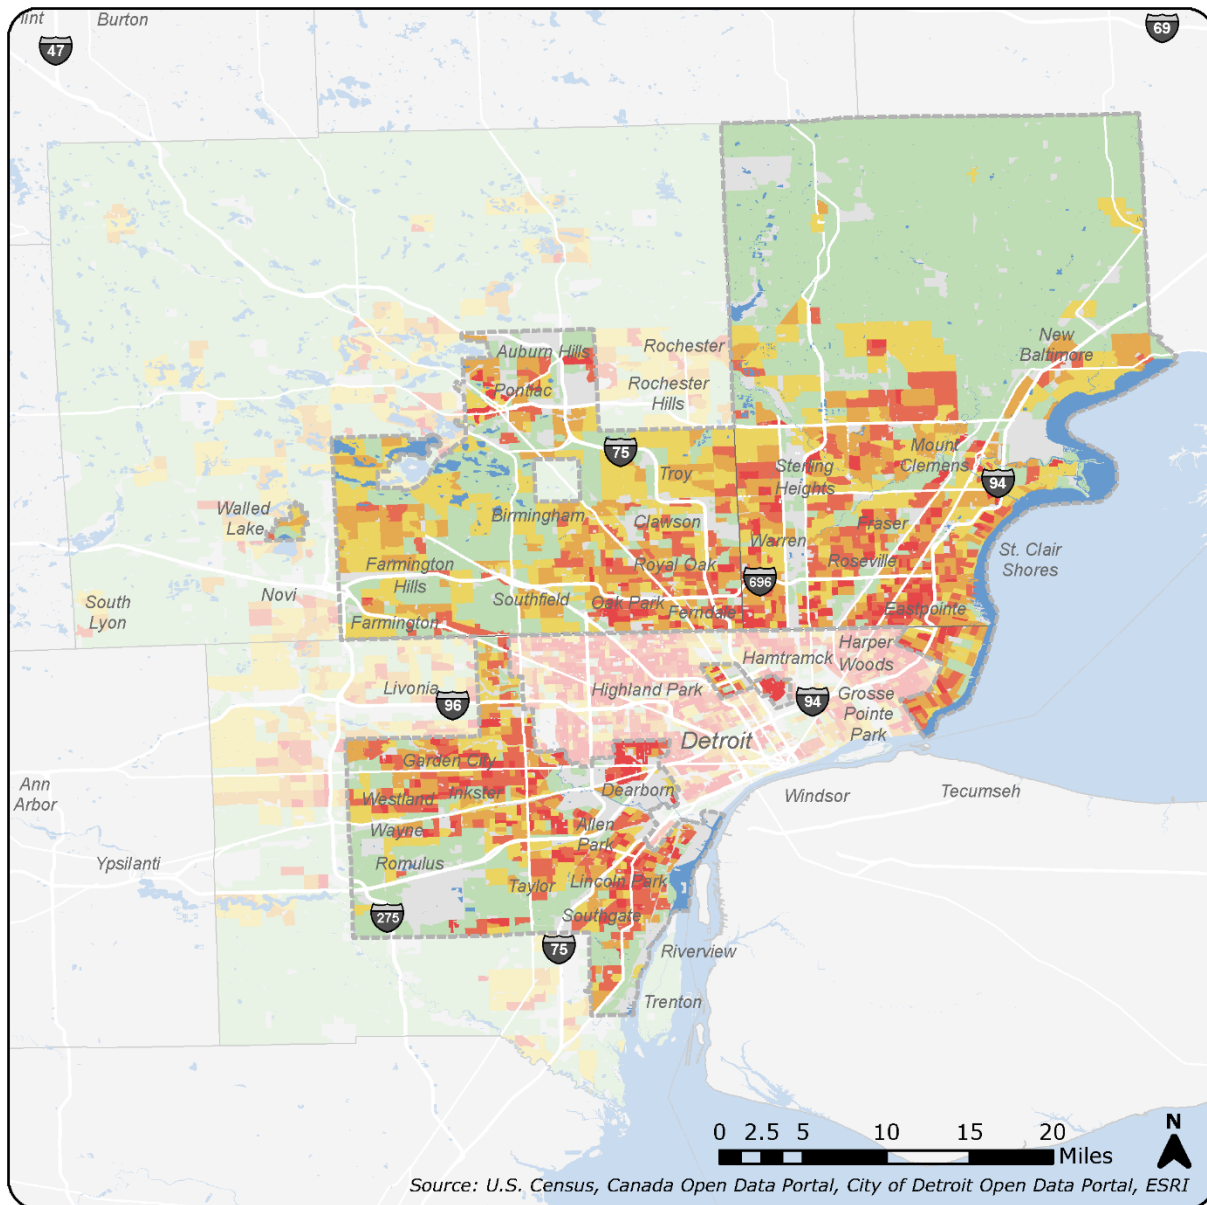 Burton
47
69
New
Baltimore
Rochester
Auburn Hills
Rochester
Hills
Pontiac
75
Troy
Mount
Clemens
Sterling
Heights
94
Walled
Lake
Birmingham
Clawson
Fraser
Warren
Roseville
St. Clair
Shores
Farmington
Hills
Royal Oak
696
Novi
South
Lyon
Southfield
Oak Park
Ferndale
Eastpointe
Farmington
Harper
Woods
Hamtramck
Livonia
96
Highland Park
94
Grosse
Pointe
Park
Detroit
Garden City
Ann
Arbor
Westland
Inkster
Dearborn
Windsor
Tecumseh
Wayne
Allen
Park
Ypsilanti
Romulus
Taylor
Lincoln Park
275
Southgate
75
Riverview
Trenton
N
0 2.5 5 10 15 20
Miles
Source: U.S. Census, Canada Open Data Portal, City of Detroit Open Data Portal, ESRI